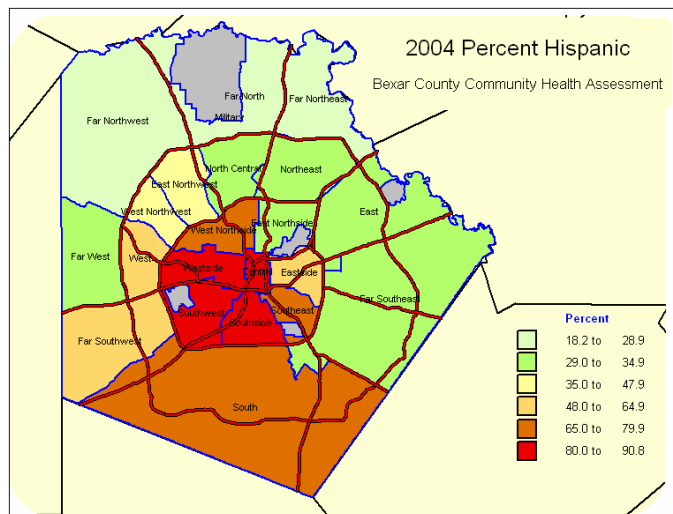 2004 Percent Hispanic
Bexar County Community Health Assessment
Far North
Far Northeast
Military
Far Northwest
North Central
Northeast
East Northwest
West Northwest
East Northside
East
West Northside
Far West
West
Westside
Central
Eastside
Far Southeast
Southwest
Southside
Southeast
Far Southwest
South
Percent
18.2 to 28.9
29.0 to 34.9
35.0 to 47.9
48.0 to 64.9
65.0 to 79.9
80.0 to 90.8